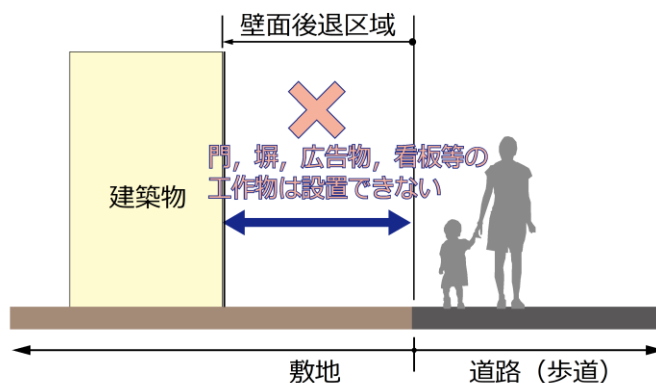 壁面後退区域
門，塀，広告物，看板等の
工作物は設置できない
建築物
敷地
道路（歩道）